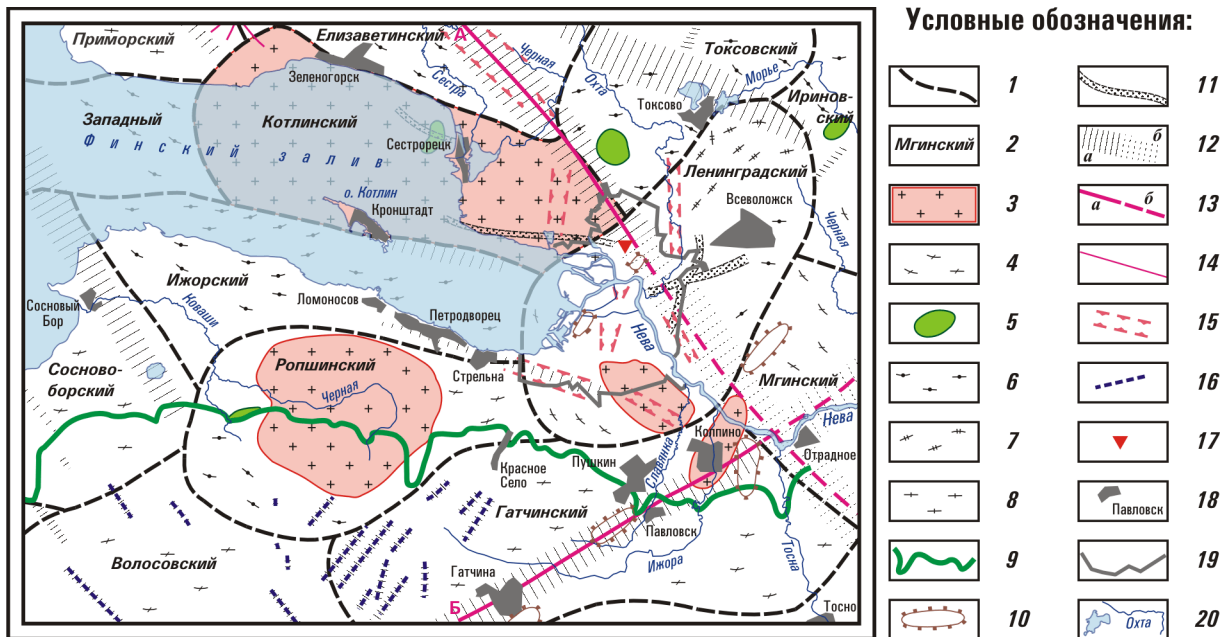 Условные обозначения:
Приморский
Елизаветинский
А
Черная
Токсовский
Зеленогорск
Сестра
Охта
Морье
Токсово
Иринов-
ский
Западный
Котлинский
Финский залив
Сестрорецк
Ленинградский
о. Котлин
Кронштадт
Всеволожск
Черная
Ижорский
Сосновый
Бор
Коваши
Ломоносов
Петродворец
Нева
Сосново-
борский
Ропшинский
Черная
Стрельна
Мгинский
Нева
Колпино
Отрадное
Красное
Село
Пушкин
Славянка
Гатчинский
Павловск
Волосовский
Ижора
Тосна
Гатчина
Б
Тосно
1
Мгинский
2
3
4
5
6
7
8
9
10
11
а
б
12
а
б
13
14
15
16
17
Павловск
18
19
Охта
20